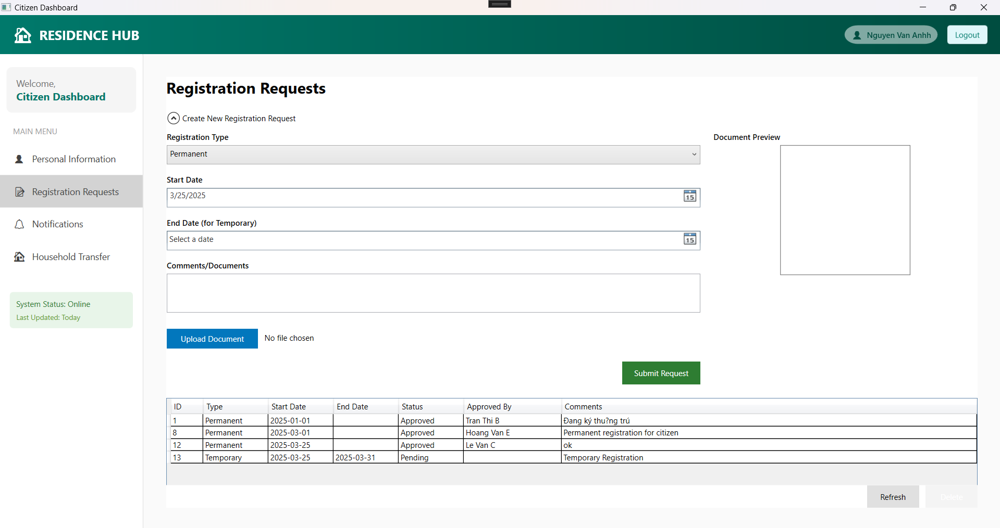 Citizen Dashboard
RESIDENCE HUB
Nguyen Van Anhh
Logout
Welcome,
Citizen Dashboard
MAIN MENU
Personal Information
Registration Requests
Notifications
Household Transfer
System Status: Online
Last Updated: Today
Registration Requests
Create New Registration Request
Registration Type
Permanent
Start Date
3/25/2025
15
End Date (for Temporary)
Select a date
15
Comments/Documents
Upload Document No file chosen
Submit Request
Document Preview
ID Type Start Date End Date Status Approved By Comments
1 Permanent 2025-01-01 Approved Tran Thi B Đang ký thu?ng trú
8 Permanent 2025-03-01 Approved Hoang Van E Permanent registration for citizen
12 Permanent 2025-03-25 Approved Le Van C ok
13 Temporary 2025-03-25 2025-03-31 Pending Temporary Registration
Refresh Delete